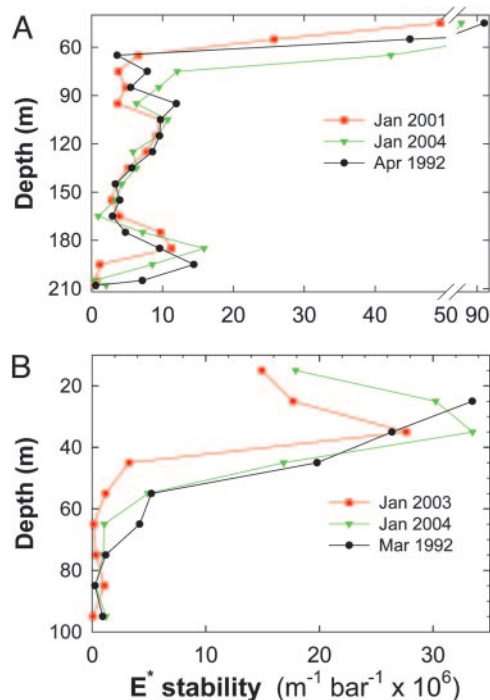 A
60
90
120
150
180
210
Depth (m)
Jan 2001
Jan 2004
Apr 1992
0 10 20 30 40 50 90
B
20
40
60
80
100
Depth (m)
Jan 2003
Jan 2004
Mar 1992
0 10 20 30
E* stability (m⁻¹ bar⁻¹ x 10⁶)